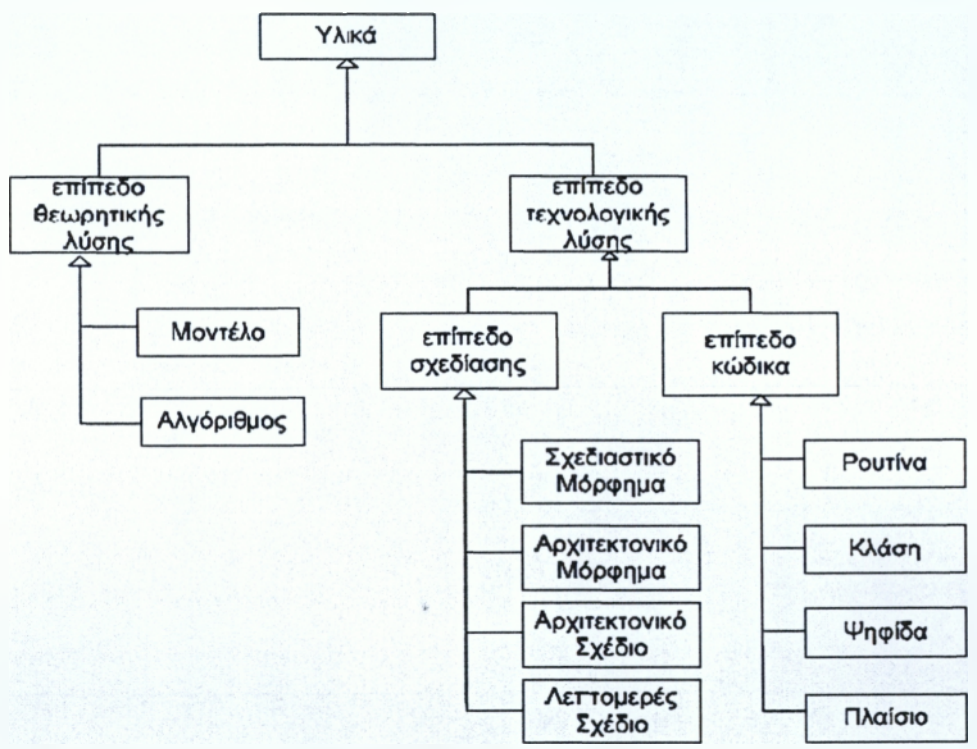 Υλικά
επίπεδο
θεωρητικής
λύσης
επίπεδο
τεχνολογικής
λύσης
Μοντέλο
Αλγόριθμος
επίπεδο
σχεδίασης
επίπεδο
κώδικα
Σχεδιαστικό
Μόρφημα
Αρχιτεκτονικό
Μόρφημα
Αρχιτεκτονικό
Σχέδιο
Λεπτομερές
Σχέδιο
Ρουτίνα
Κλάση
Ψηφίδα
Πλαίσιο